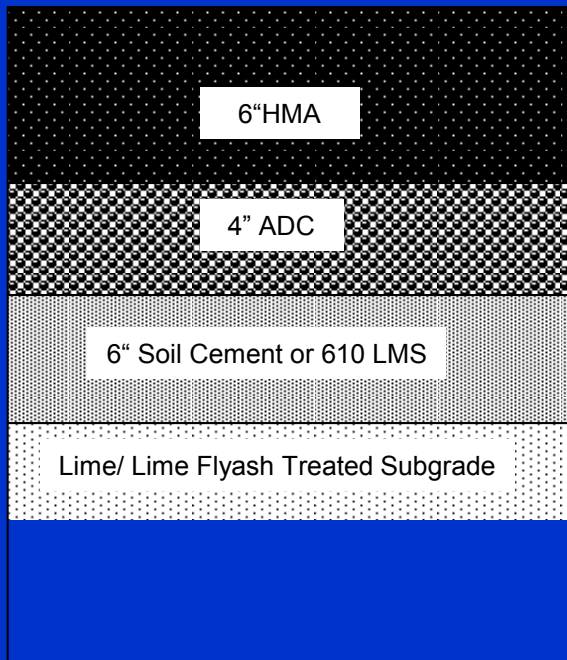 6“HMA
4” ADC
6“ Soil Cement or 610 LMS
Lime/ Lime Flyash Treated Subgrade